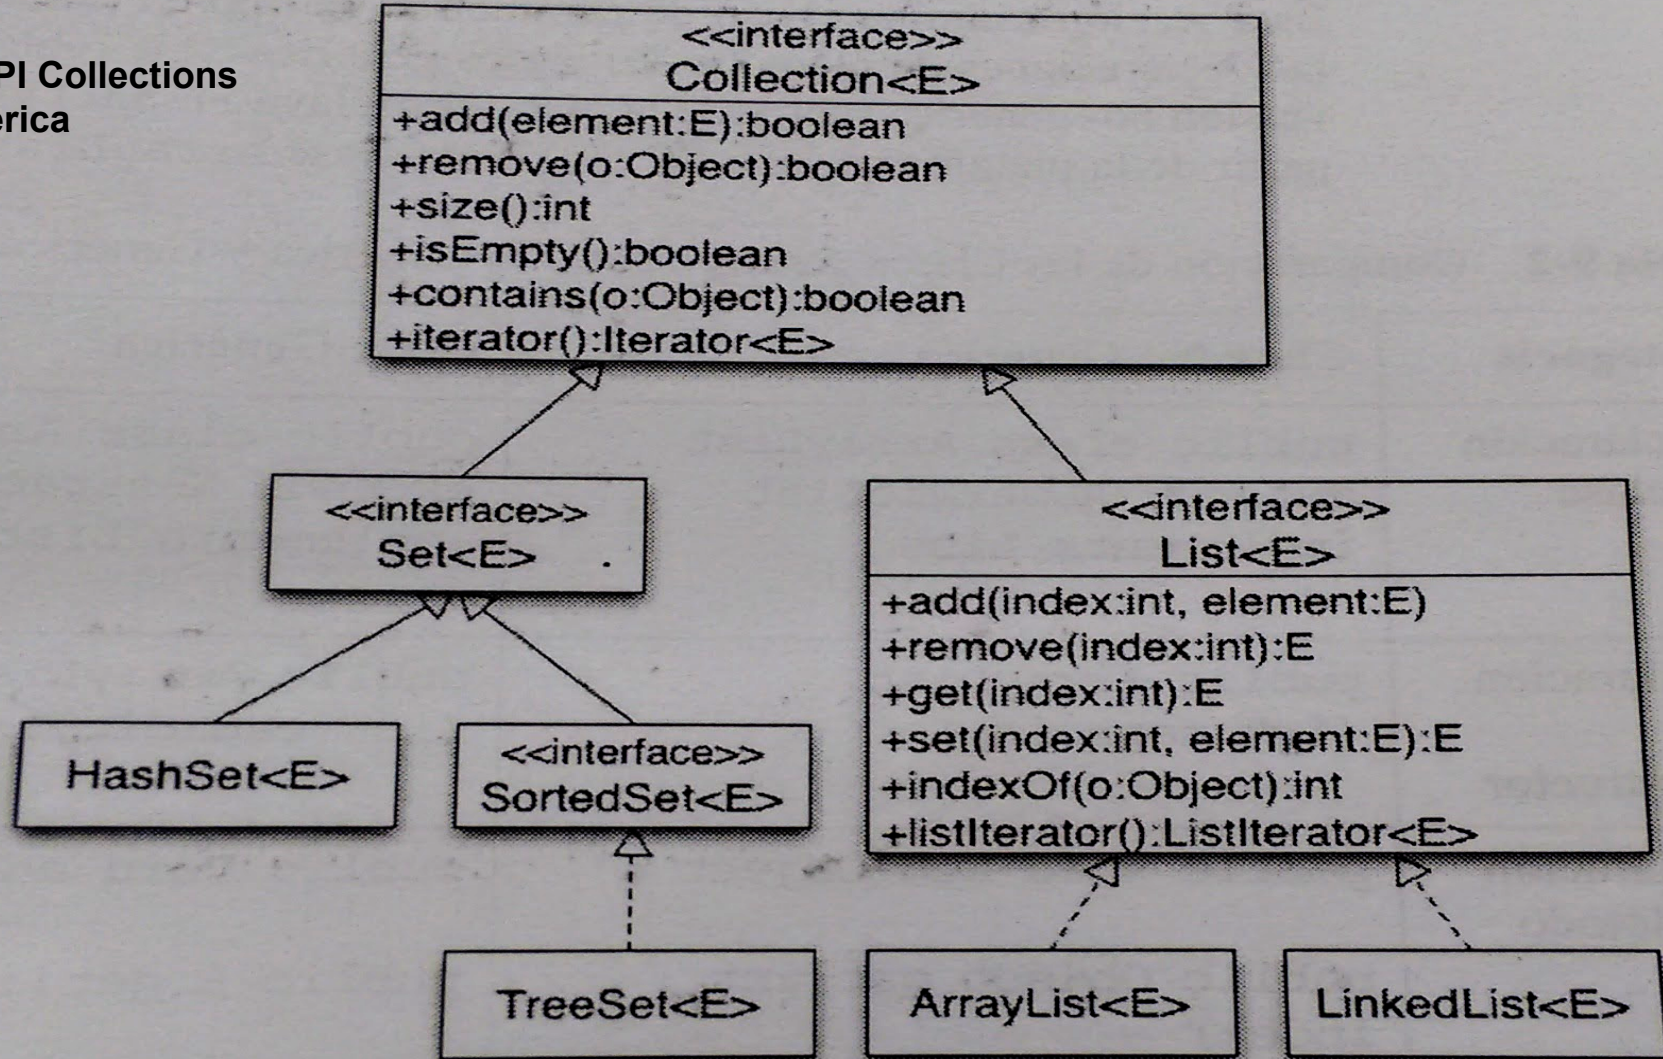 PI Collections
erica
<<interface>>
Collection<E>
+add(element:E):boolean
+remove(o:Object):boolean
+size():int
+isEmpty():boolean
+contains(o:Object):boolean
+iterator():Iterator<E>
<<interface>>
Set<E>
<<interface>>
List<E>
+add(index:int, element:E)
+remove(index:int):E
+get(index:int):E
+set(index:int, element:E):E
+indexOf(o:Object):int
+listIterator():ListIterator<E>
HashSet<E>
<<interface>>
SortedSet<E>
TreeSet<E>
ArrayList<E>
LinkedList<E>